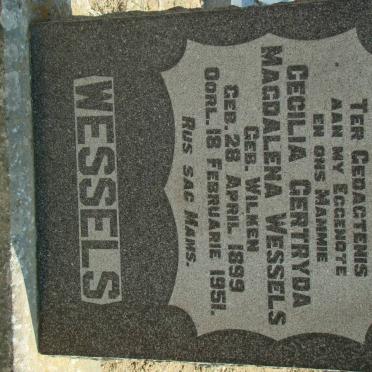 TER GEDAGTENIS
AAN MY EGGENOTE
EN ONS MAMMIE
CECILIA GERTRYDA
MAGDALENA WESSELS
GEB. WILKEN
GEB. 28 APRIL 1899
OORL. 18 FEBRUARIE 1951.
RUS SAG MAMS.
WESSELS